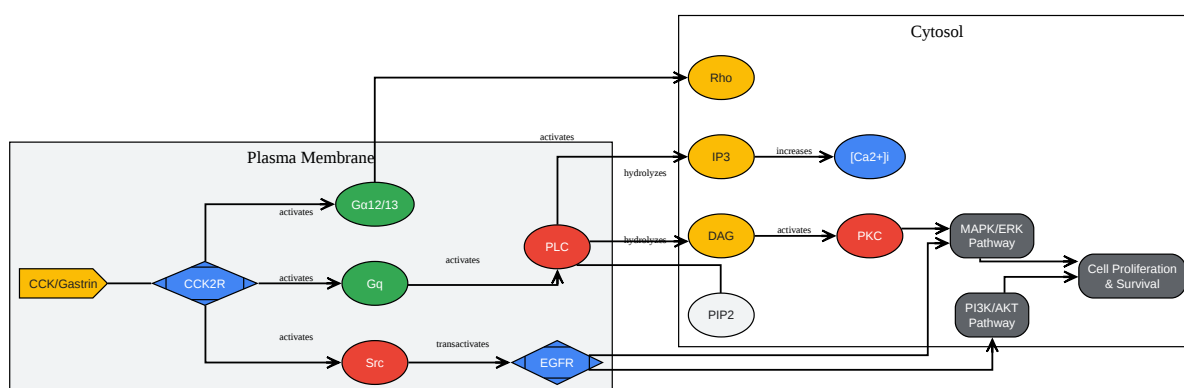 Cytosol
Rho
activates
Plasma Membrane
IP3
increases
[Ca2+]i
hydrolyzes
Gα12/13
activates
MAPK/ERK
Pathway
DAG
activates
PKC
hydrolyzes
PLC
activates
Cell Proliferation
& Survival
CCK/Gastrin
CCK2R
activates
Gq
PIP2
PI3K/AKT
Pathway
activates
Src
transactivates
EGFR